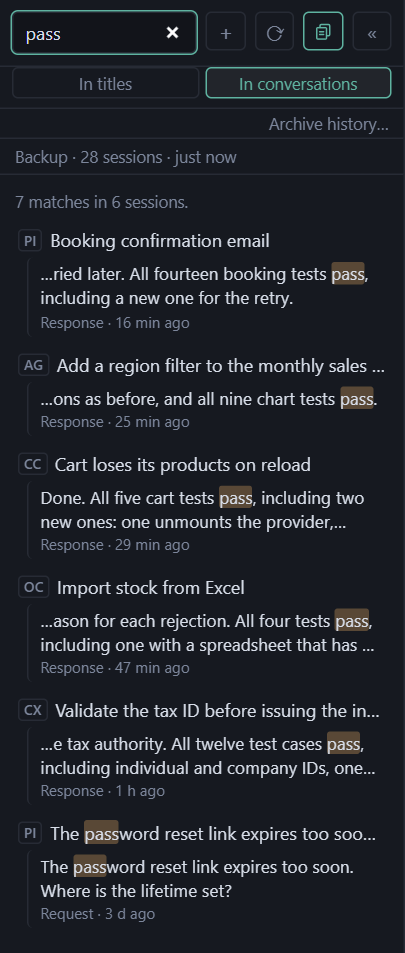 pass
In titles
In conversations
Archive history...
Backup · 28 sessions · just now
7 matches in 6 sessions.
PI Booking confirmation email
...ried later. All fourteen booking tests pass,
including a new one for the retry.
Response · 16 min ago
AG Add a region filter to the monthly sales ...
...ons as before, and all nine chart tests pass.
Response · 25 min ago
CC Cart loses its products on reload
Done. All five cart tests pass, including two
new ones: one unmounts the provider,...
Response · 29 min ago
OC Import stock from Excel
...ason for each rejection. All four tests pass,
including one with a spreadsheet that has ...
Response · 47 min ago
CX Validate the tax ID before issuing the in...
...e tax authority. All twelve test cases pass,
including individual and company IDs, one...
Response · 1 h ago
PI The password reset link expires too soo...
The password reset link expires too soon.
Where is the lifetime set?
Request · 3 d ago